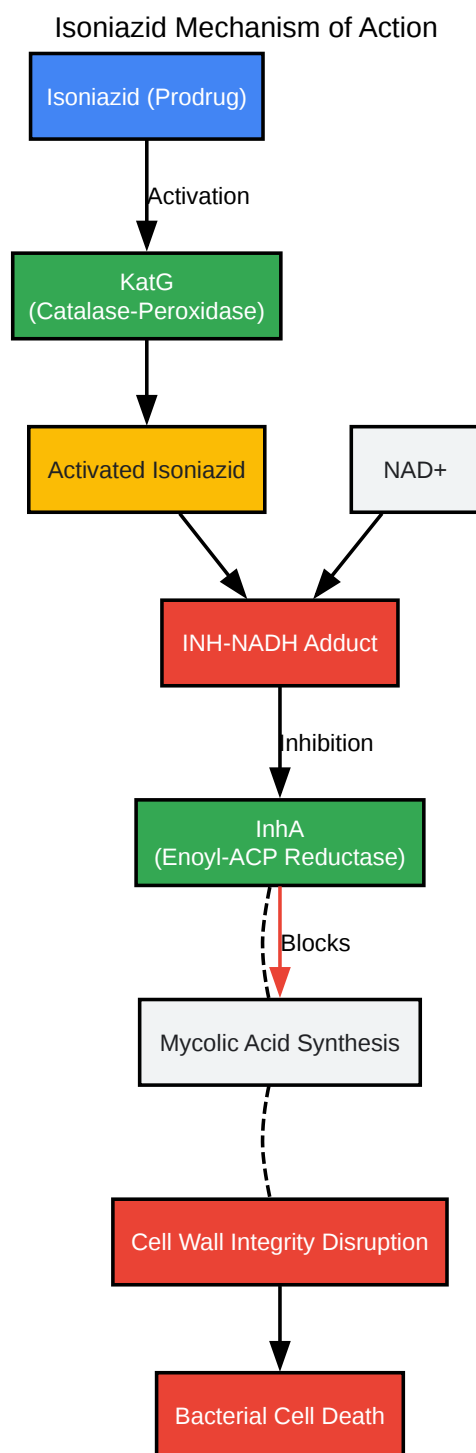 Isoniazid Mechanism of Action
Isoniazid (Prodrug)
Activation
KatG
(Catalase-Peroxidase)
Activated Isoniazid
NAD+
INH-NADH Adduct
Inhibition
InhA
(Enoyl-ACP Reductase)
Blocks
Mycolic Acid Synthesis
Cell Wall Integrity Disruption
Bacterial Cell Death